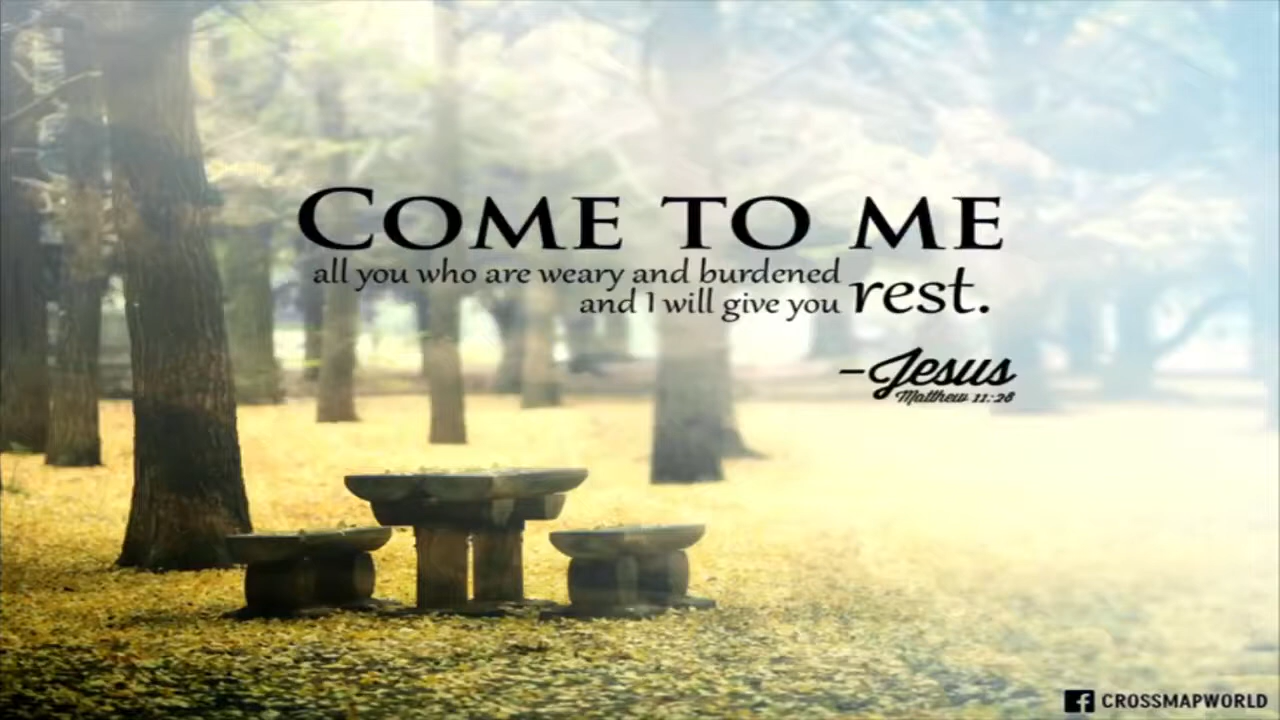 COME TO ME
all you who are weary and burdened
and I will give you rest.
–Jesus
Matthew 11:28
f CROSSMAPWORLD